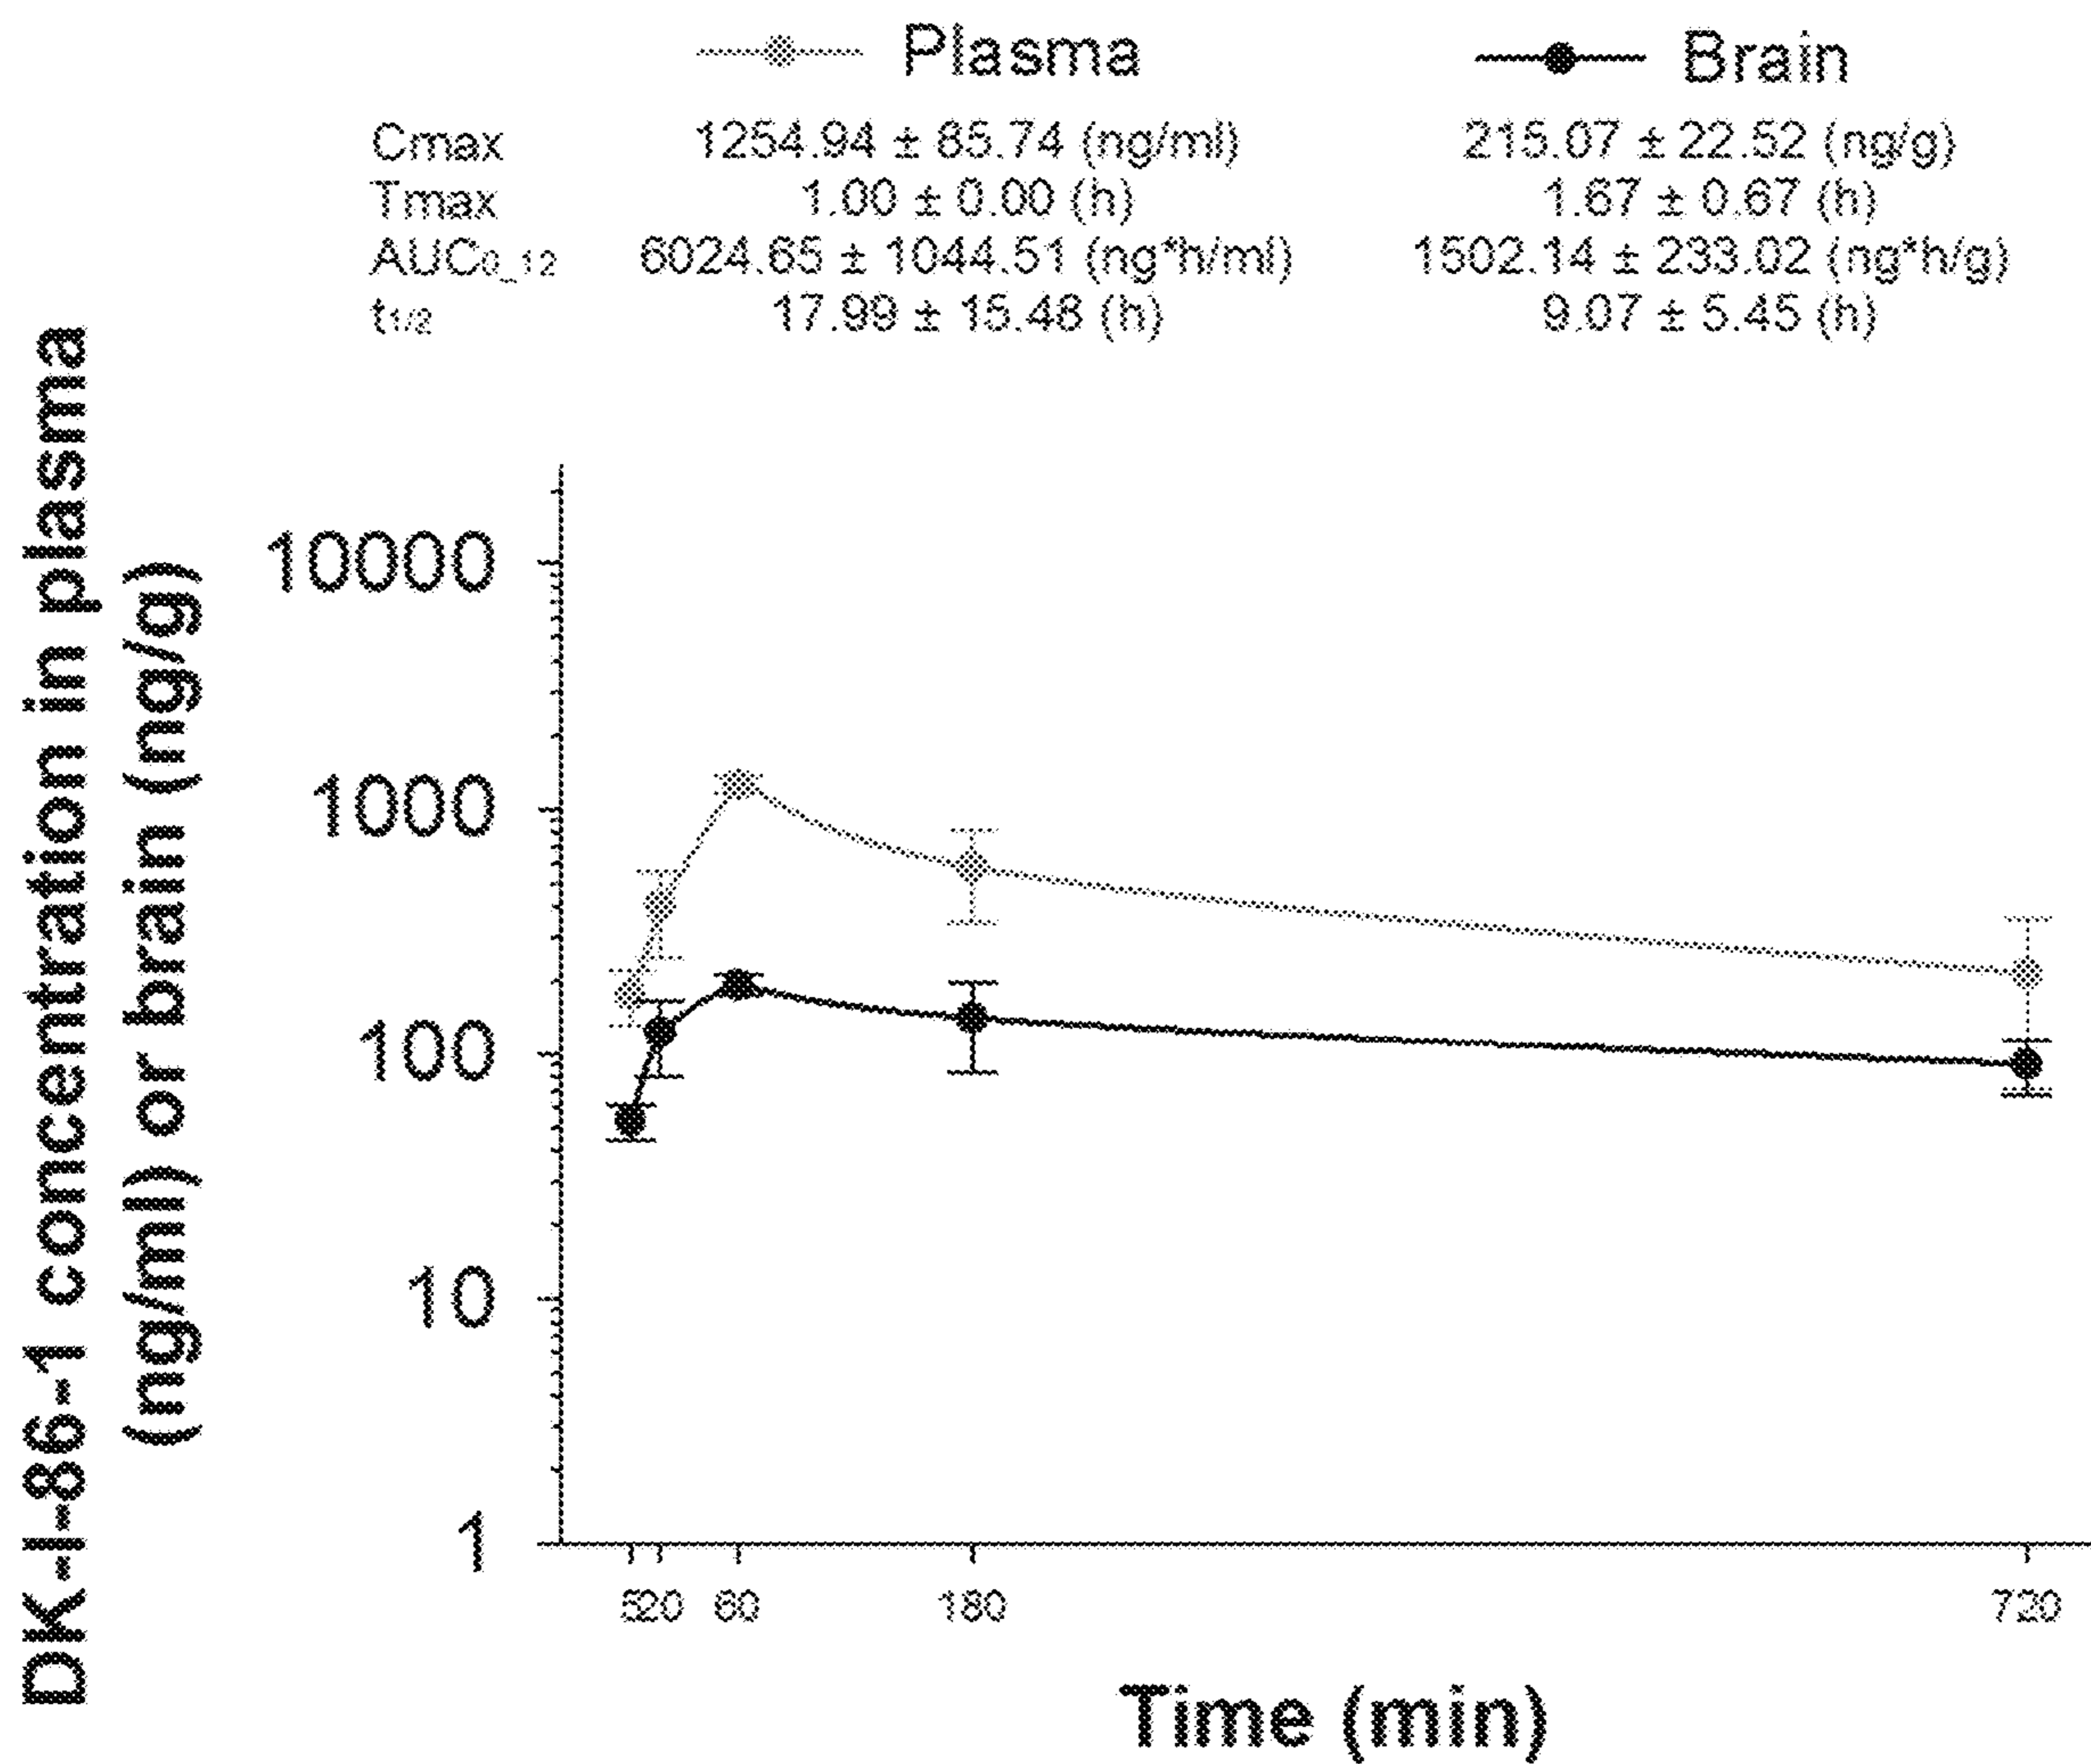 Plasma Brain
Cmax 1254.94 ± 85.74 (ng/ml) 215.07 ± 22.52 (ng/g)
Tmax 1.00 ± 0.00 (h) 1.67 ± 0.67 (h)
AUC0_12 6024.65 ± 1044.51 (ng*h/ml) 1502.14 ± 233.02 (ng*h/g)
t1/2 17.99 ± 15.48 (h) 9.07 ± 5.45 (h)
DK-I-86-1 concentration in plasma
(ng/ml) or brain (ng/g)
10000
1000
100
10
1
5 20 60 180 720
Time (min)